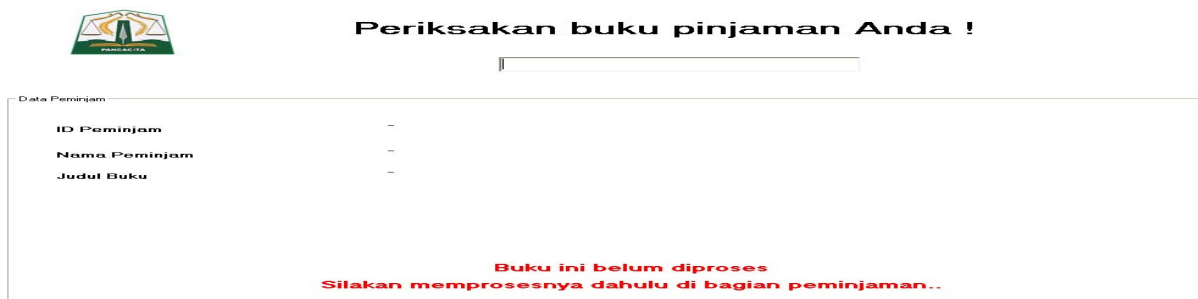 PANCACITA
Periksakan buku pinjaman Anda !
Data Peminjam
ID Peminjam -
Nama Peminjam -
Judul Buku -
Buku ini belum diproses
Silakan memprosesnya dahulu di bagian peminjaman..